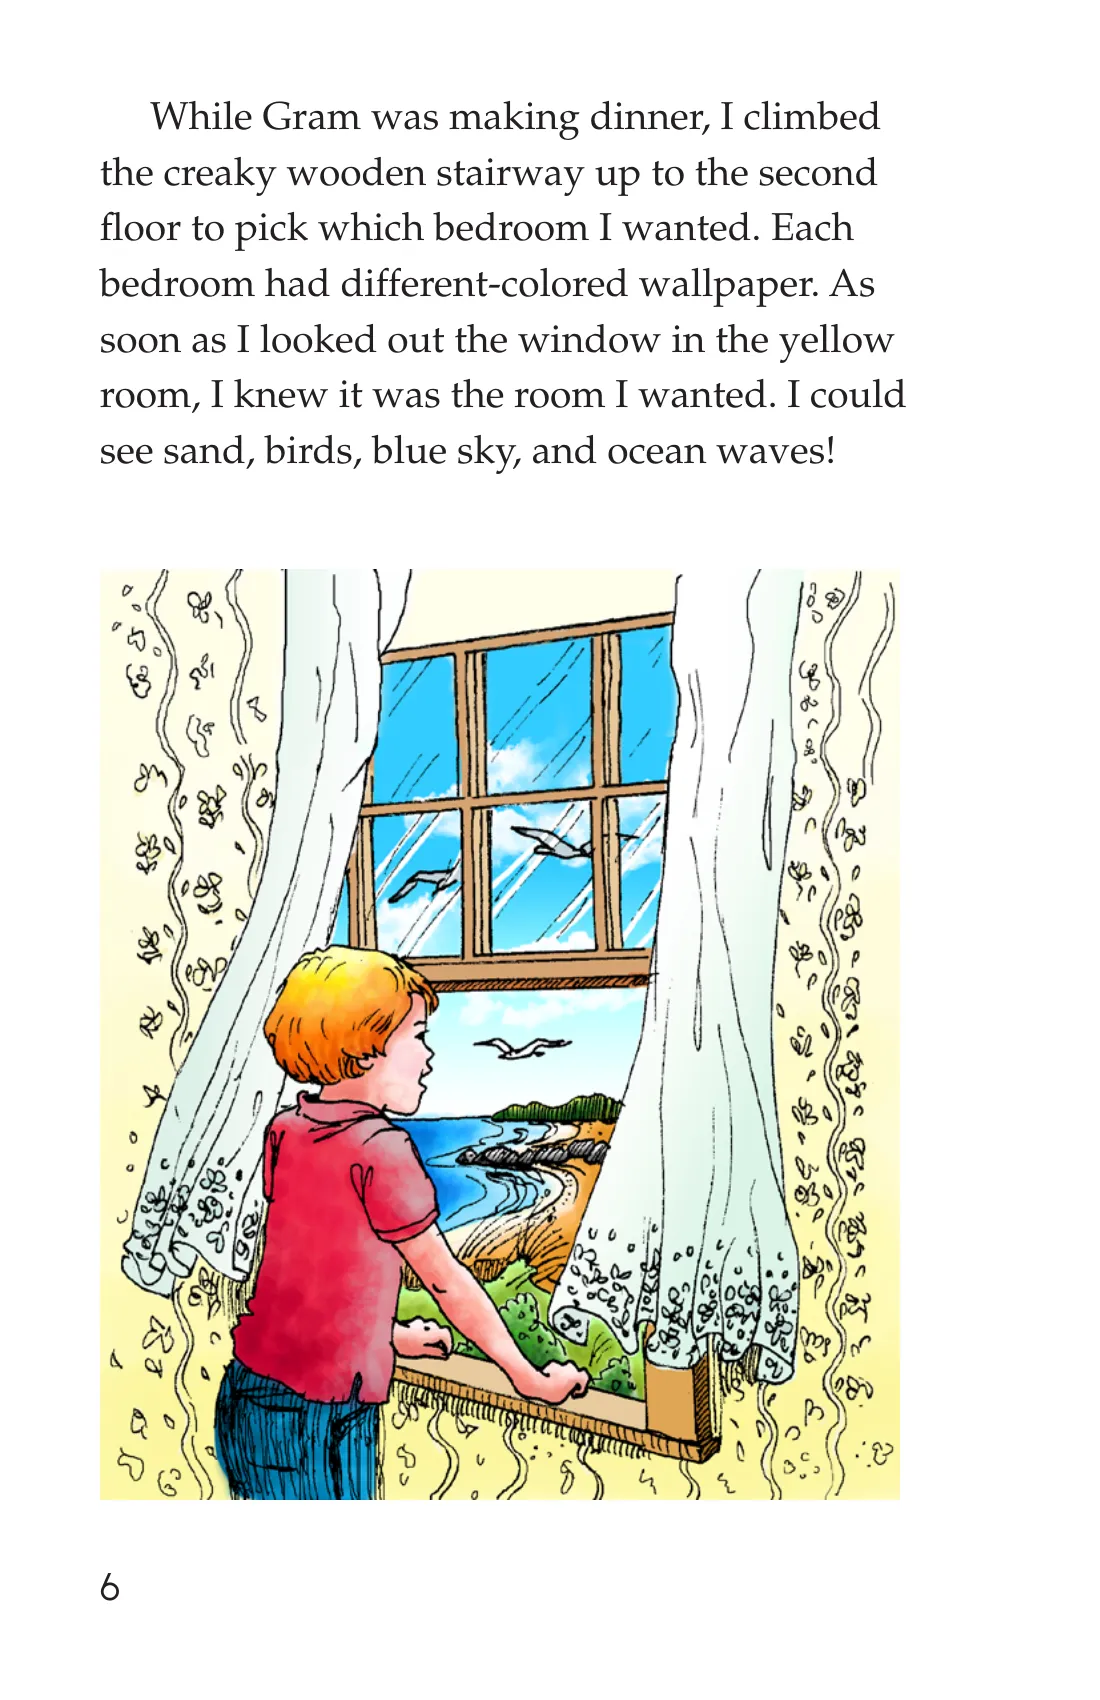 While Gram was making dinner, I climbed
the creaky wooden stairway up to the second
floor to pick which bedroom I wanted. Each
bedroom had different-colored wallpaper. As
soon as I looked out the window in the yellow
room, I knew it was the room I wanted. I could
see sand, birds, blue sky, and ocean waves!
6